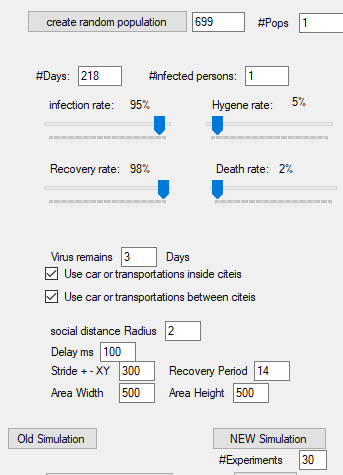 create random population 699 #Pops 1
#Days: 218 #infected persons: 1
infection rate: 95% Hygene rate: 5%
Recovery rate: 98% Death rate: 2%
Virus remains 3 Days
Use car or transportations inside citeis
Use car or transportations between citeis
social distance Radius 2
Delay ms 100
Stride + - XY 300 Recovery Period 14
Area Width 500 Area Height 500
Old Simulation NEW Simulation
#Experiments 30